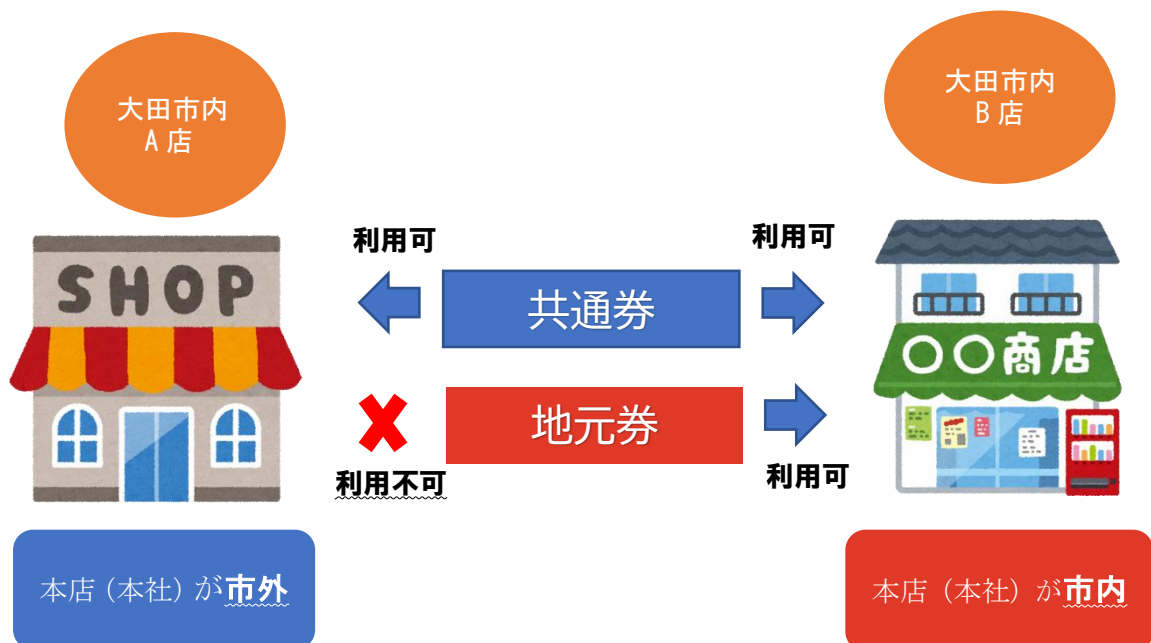 大田市内
A店
大田市内
B店
SHOP
利用可
共通券
利用可
〇〇商店
地元券
利用不可
利用可
本店（本社）が市外
本店（本社）が市内